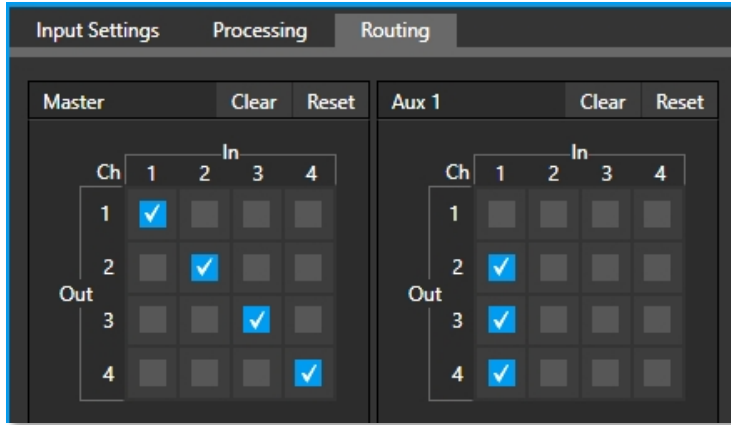 Input Settings Processing Routing
Master Clear Reset
In
Ch 1 2 3 4
1
2
Out
3
4
Aux 1 Clear Reset
In
Ch 1 2 3 4
1
2
Out
3
4